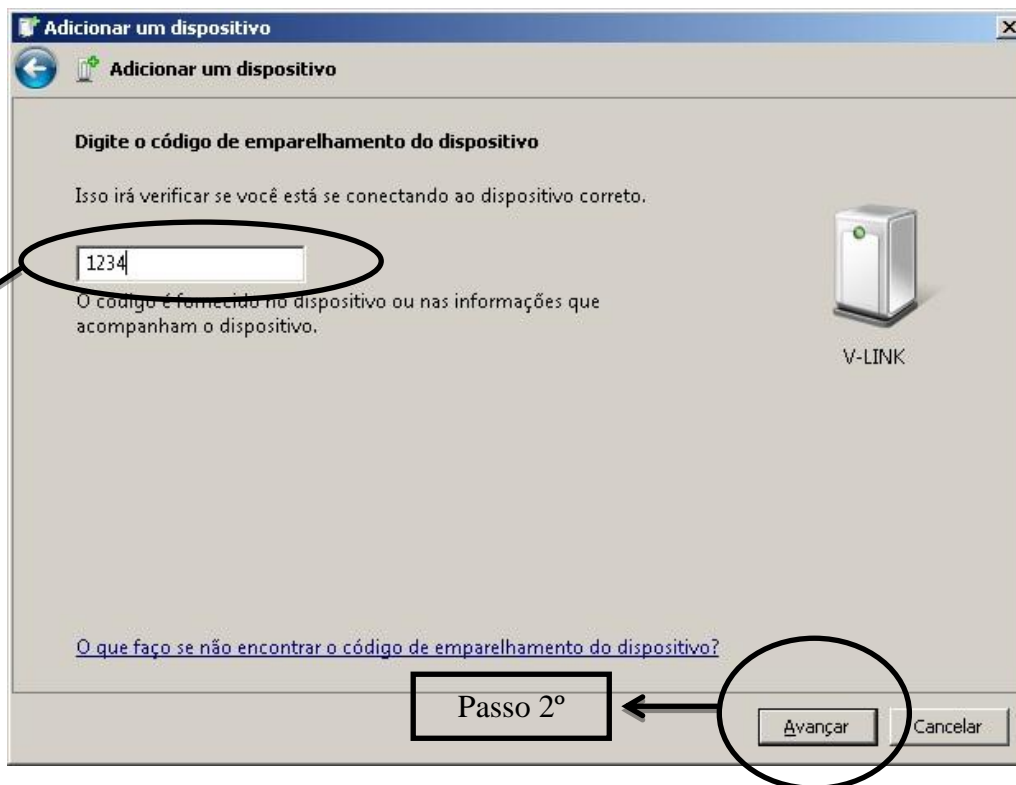 Adicionar um dispositivo
Adicionar um dispositivo
Digite o código de emparelhamento do dispositivo
Isso irá verificar se você está se conectando ao dispositivo correto.
1234
O código é fornecido no dispositivo ou nas informações que
acompanham o dispositivo.
V-LINK
O que faço se não encontrar o código de emparelhamento do dispositivo?
Passo 2º
Avançar
Cancelar